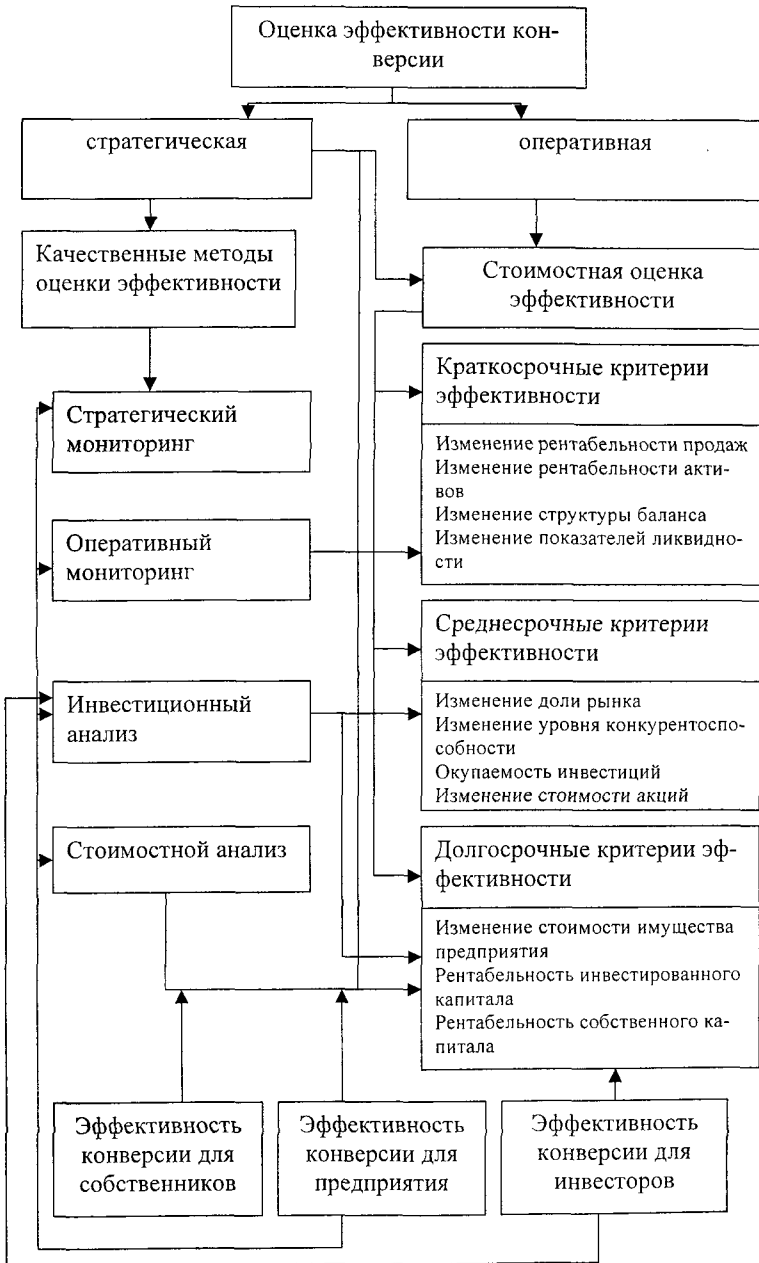 Оценка эффективности кон-
версии
стратегическая
оперативная
Качественные методы
оценки эффективности
Стоимостная оценка
эффективности
Стратегический
мониторинг
Краткосрочные критерии
эффективности
Изменение рентабельности продаж
Изменение рентабельности акти-
вов
Изменение структуры баланса
Изменение показателей ликвидно-
сти
Оперативный
мониторинг
Среднесрочные критерии
эффективности
Инвестиционный
анализ
Изменение доли рынка
Изменение уровня конкурентоспо-
собности
Окупаемость инвестиций
Изменение стоимости акций
Стоимостной анализ
Долгосрочные критерии эф-
фективности
Изменение стоимости имущества
предприятия
Рентабельность инвестированного
капитала
Рентабельность собственного ка-
питала
Эффективность
конверсии для
собственников
Эффективность
конверсии для
предприятия
Эффективность
конверсии для
инвесторов